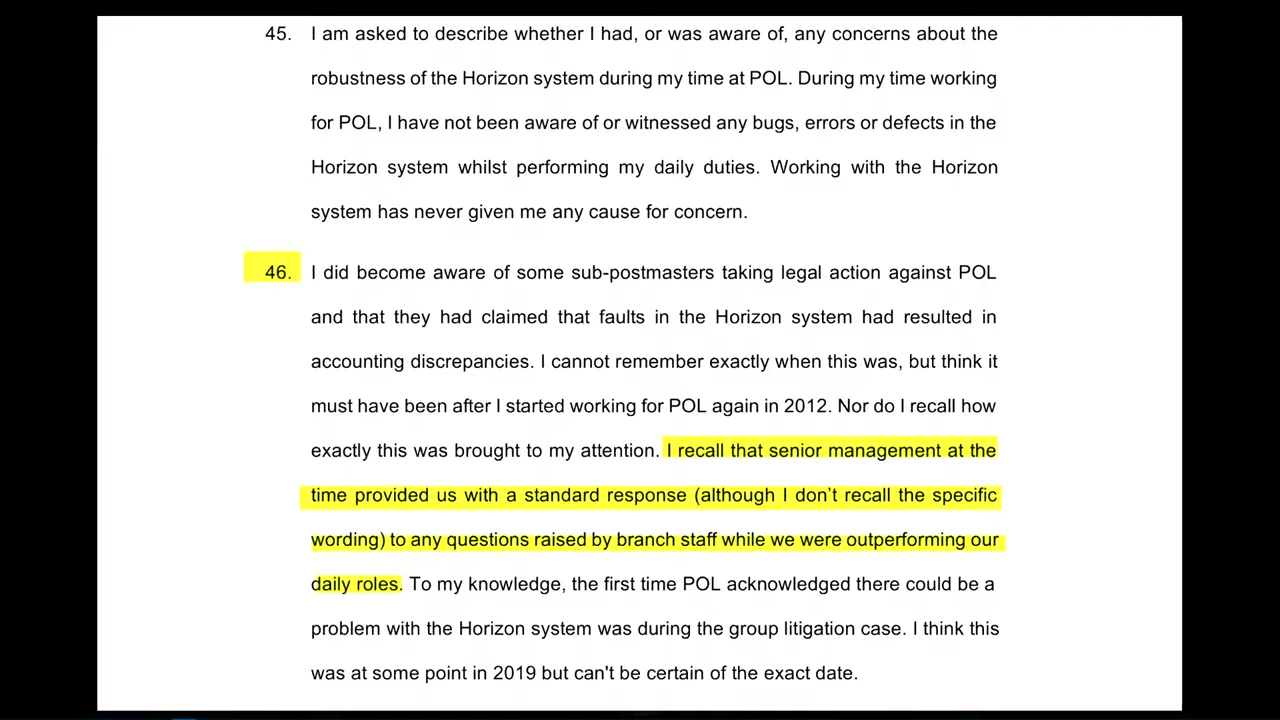 45. I am asked to describe whether I had, or was aware of, any concerns about the
robustness of the Horizon system during my time at POL. During my time working
for POL, I have not been aware of or witnessed any bugs, errors or defects in the
Horizon system whilst performing my daily duties. Working with the Horizon
system has never given me any cause for concern.
46. I did become aware of some sub-postmasters taking legal action against POL
and that they had claimed that faults in the Horizon system had resulted in
accounting discrepancies. I cannot remember exactly when this was, but think it
must have been after I started working for POL again in 2012. Nor do I recall how
exactly this was brought to my attention. I recall that senior management at the
time provided us with a standard response (although I don’t recall the specific
wording) to any questions raised by branch staff while we were outperforming our
daily roles. To my knowledge, the first time POL acknowledged there could be a
problem with the Horizon system was during the group litigation case. I think this
was at some point in 2019 but can't be certain of the exact date.